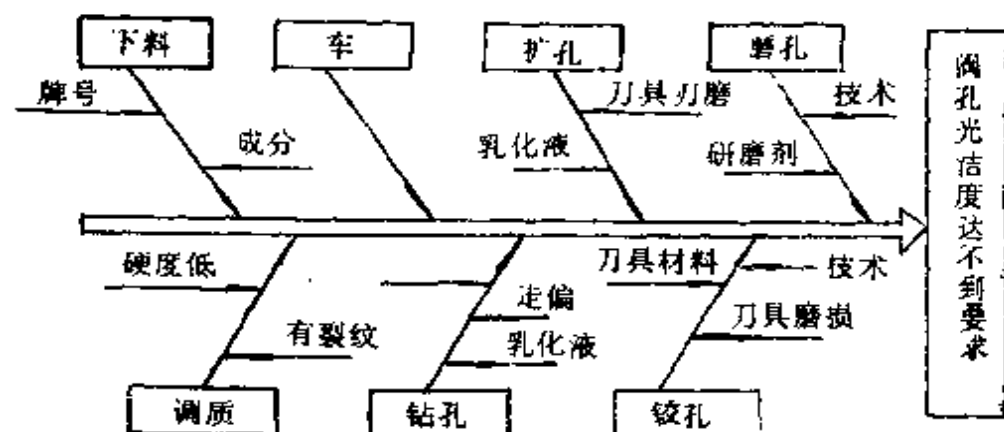 下料
车
扩孔
磨孔
牌号
成分
刀具刃磨
乳化液
技术
研磨剂
阀孔光洁度达不到要求
硬度低
有裂纹
走偏
乳化液
刀具材料
技术
刀具磨损
调质
钻孔
铰孔